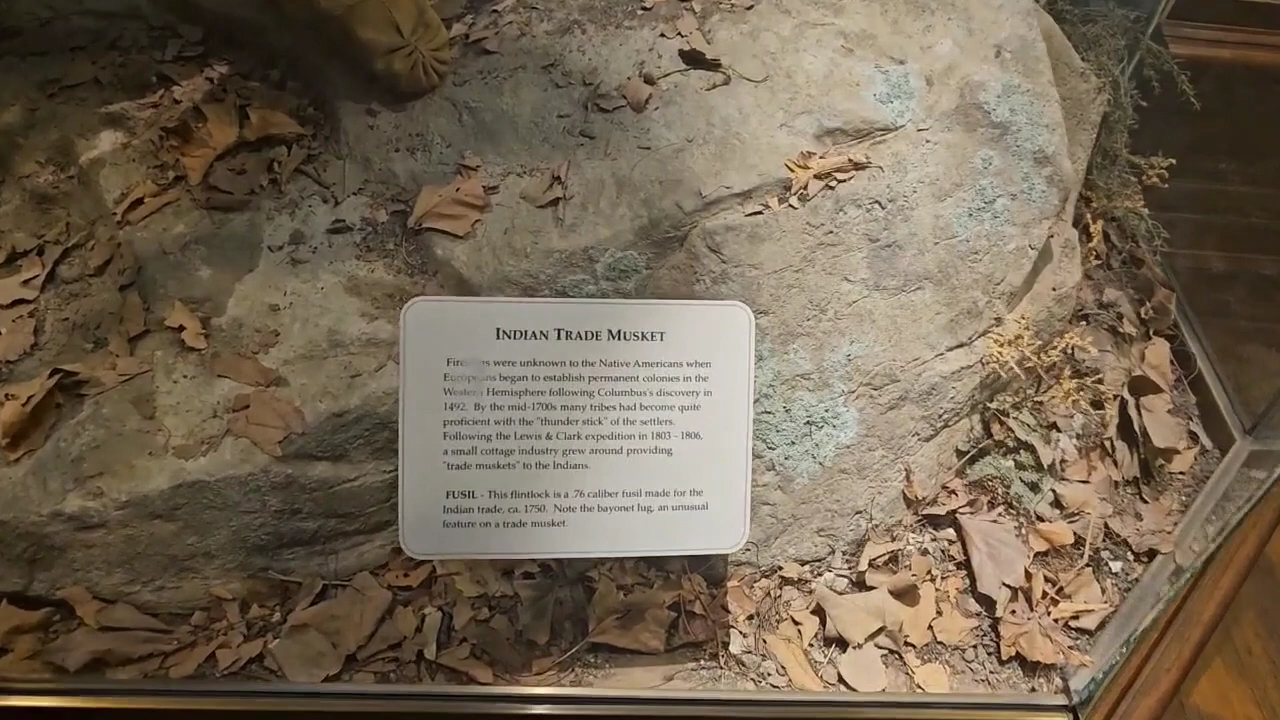 INDIAN TRADE MUSKET
Firearms were unknown to the Native Americans when
Europeans began to establish permanent colonies in the
Western Hemisphere following Columbus's discovery in
1492. By the mid-1700s many tribes had become quite
proficient with the "thunder stick" of the settlers.
Following the Lewis & Clark expedition in 1803 - 1806,
a small cottage industry grew around providing
"trade muskets" to the Indians.
FUSIL - This flintlock is a .76 caliber fusil made for the
Indian trade, ca. 1750. Note the bayonet lug, an unusual
feature on a trade musket.